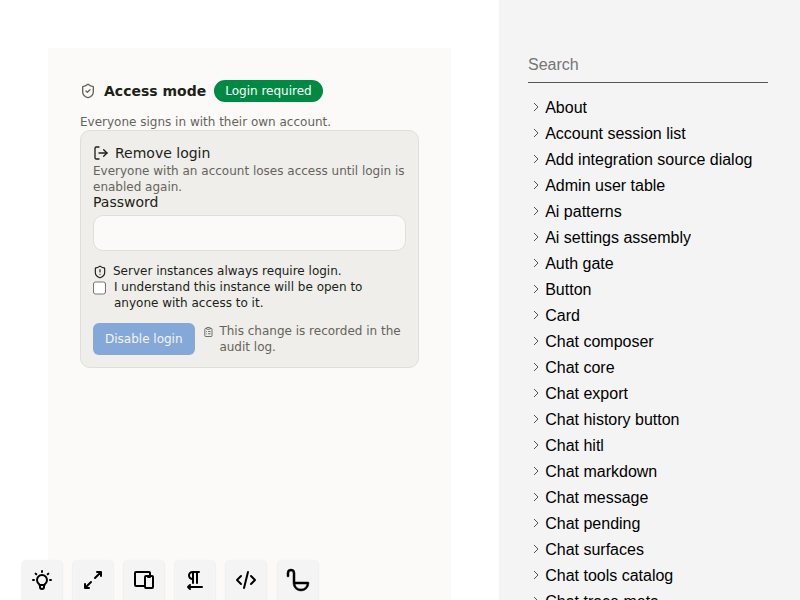 Access mode
Login required
Everyone signs in with their own account.
Remove login
Everyone with an account loses access until login is
enabled again.
Password
Server instances always require login.
I understand this instance will be open to
anyone with access to it.
Disable login
This change is recorded in the
audit log.
Search
About
Account session list
Add integration source dialog
Admin user table
Ai patterns
Ai settings assembly
Auth gate
Button
Card
Chat composer
Chat core
Chat export
Chat history button
Chat hitl
Chat markdown
Chat message
Chat pending
Chat surfaces
Chat tools catalog
Chat trace meta